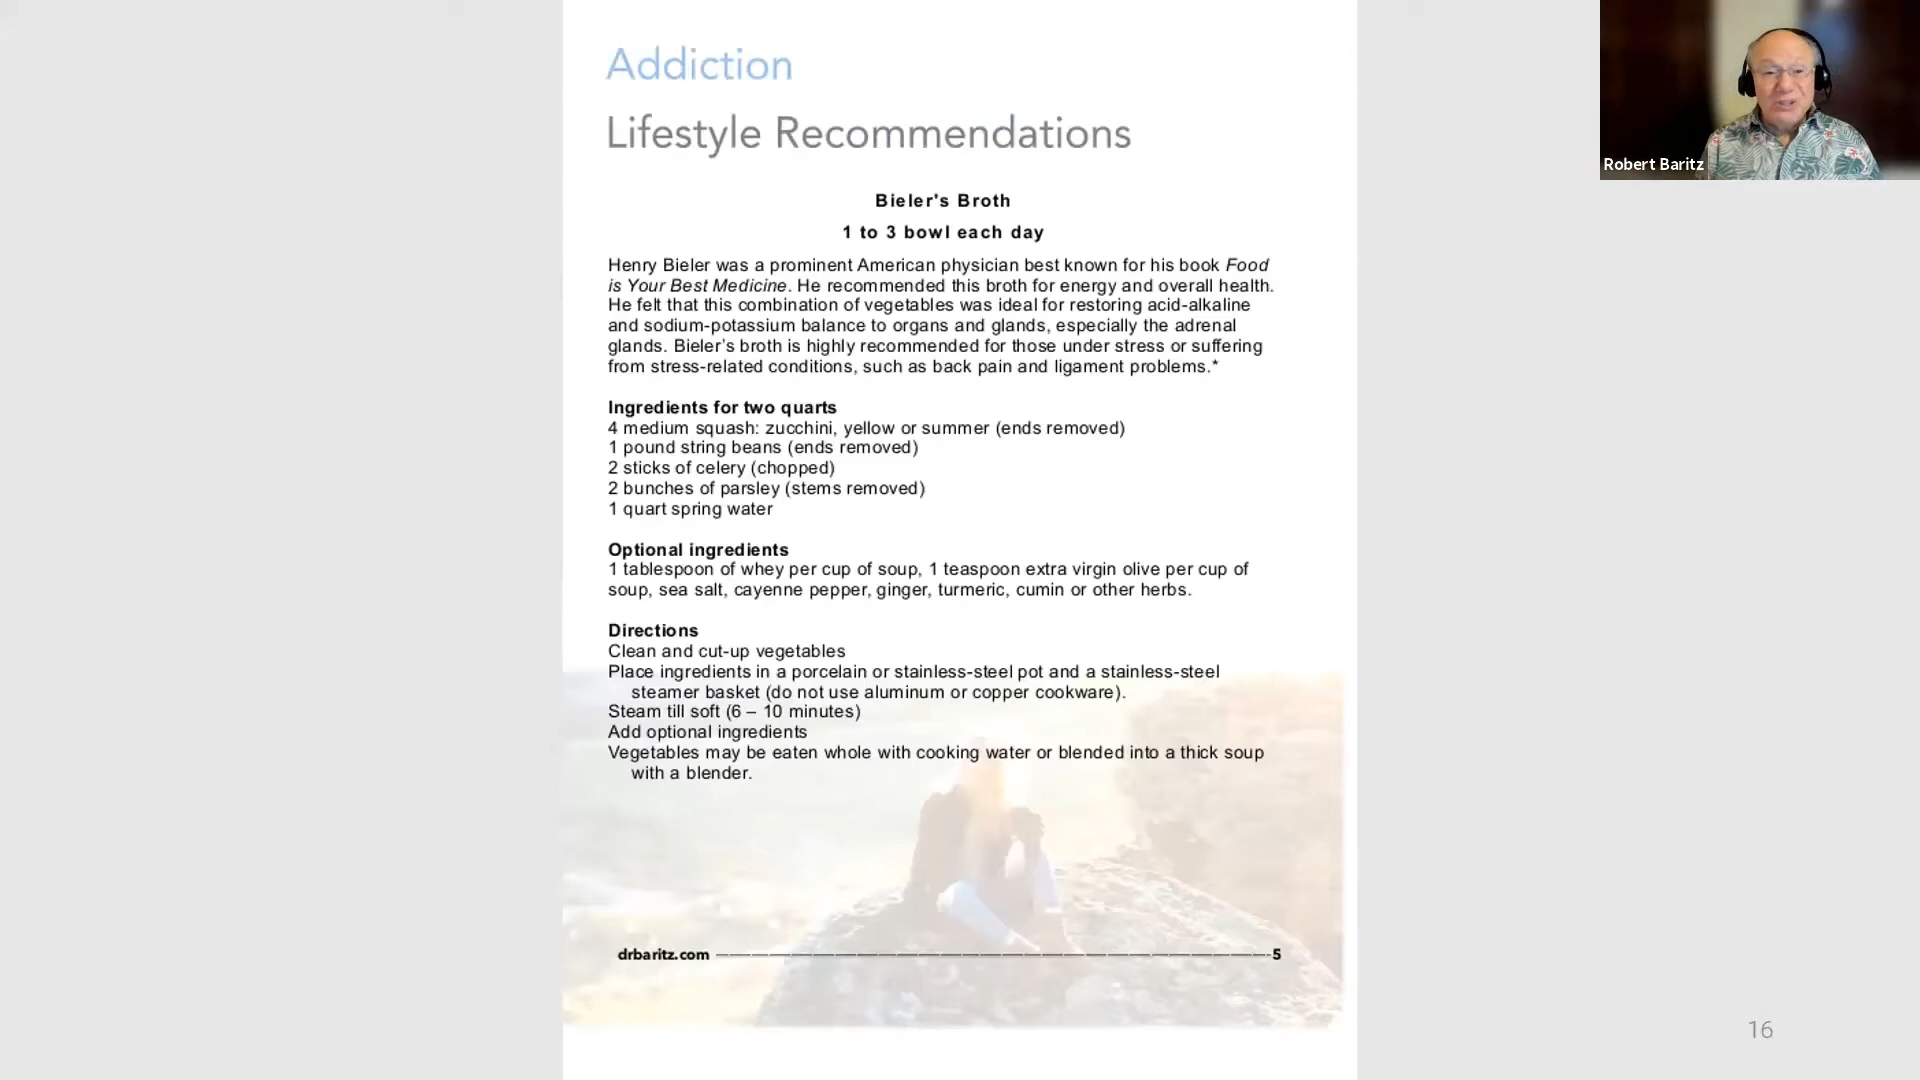 Addiction
Lifestyle Recommendations
Robert Baritz
Bieler's Broth
1 to 3 bowl each day
Henry Bieler was a prominent American physician best known for his book Food
is Your Best Medicine. He recommended this broth for energy and overall health.
He felt that this combination of vegetables was ideal for restoring acid-alkaline
and sodium-potassium balance to organs and glands, especially the adrenal
glands. Bieler’s broth is highly recommended for those under stress or suffering
from stress-related conditions, such as back pain and ligament problems.*
Ingredients for two quarts
4 medium squash: zucchini, yellow or summer (ends removed)
1 pound string beans (ends removed)
2 sticks of celery (chopped)
2 bunches of parsley (stems removed)
1 quart spring water
Optional ingredients
1 tablespoon of whey per cup of soup, 1 teaspoon extra virgin olive per cup of
soup, sea salt, cayenne pepper, ginger, turmeric, cumin or other herbs.
Directions
Clean and cut-up vegetables
Place ingredients in a porcelain or stainless-steel pot and a stainless-steel
steamer basket (do not use aluminum or copper cookware).
Steam till soft (6 – 10 minutes)
Add optional ingredients
Vegetables may be eaten whole with cooking water or blended into a thick soup
with a blender.
drbaritz.com 5
16